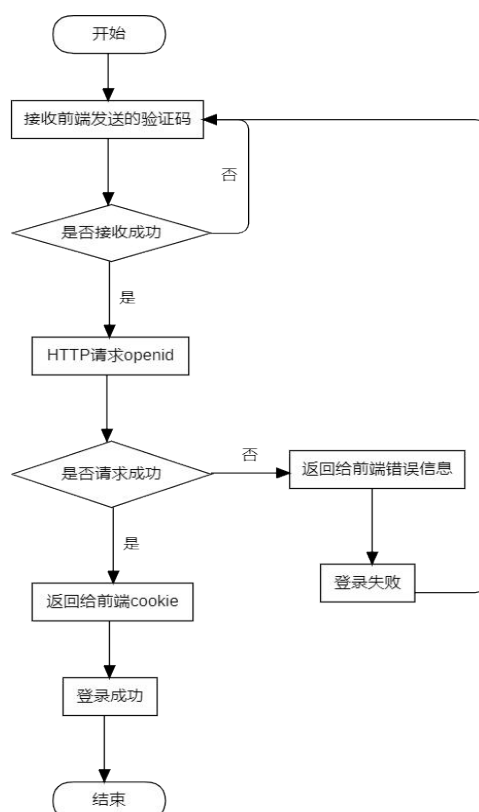 开始
接收前端发送的验证码
否
是否接收成功
是
HTTP请求openid
是否请求成功
否
返回给前端错误信息
是
登录失败
返回给前端cookie
登录成功
结束